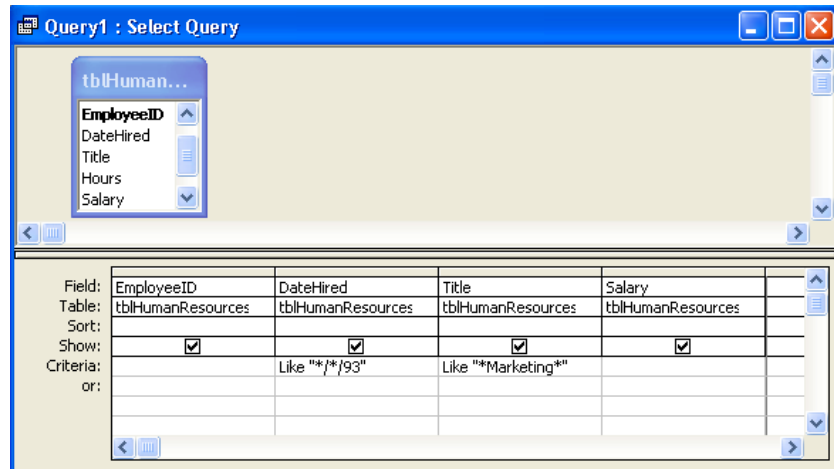 Query1 : Select Query
tblHuman...
EmployeeID
DateHired
Title
Hours
Salary
Field: EmployeeID DateHired Title Salary
Table: tblHumanResources tblHumanResources tblHumanResources tblHumanResources
Sort:
Show:
Criteria: Like "*/*/93" Like "*Marketing*"
or: